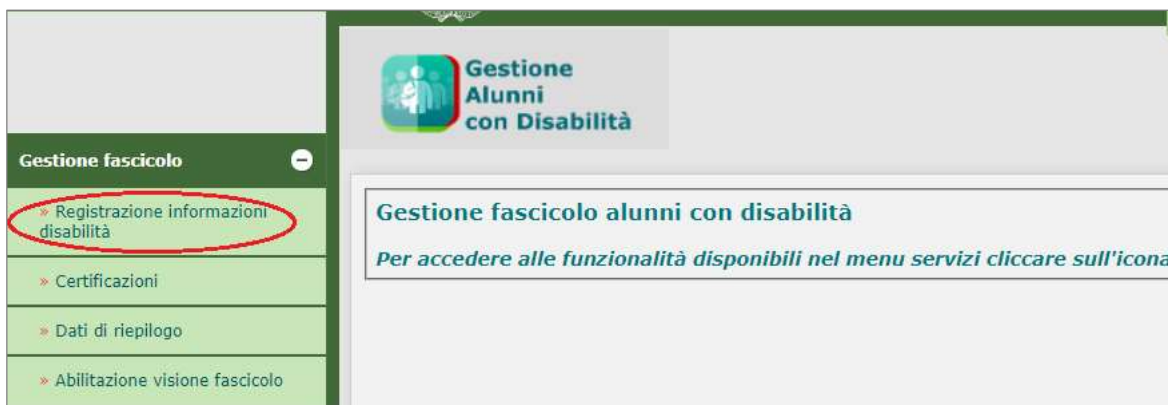 Gestione
Alunni
con Disabilità
Gestione fascicolo
» Registrazione informazioni
disabilità
» Certificazioni
» Dati di riepilogo
» Abilitazione visione fascicolo
Gestione fascicolo alunni con disabilità
Per accedere alle funzionalità disponibili nel menu servizi cliccare sull'icona